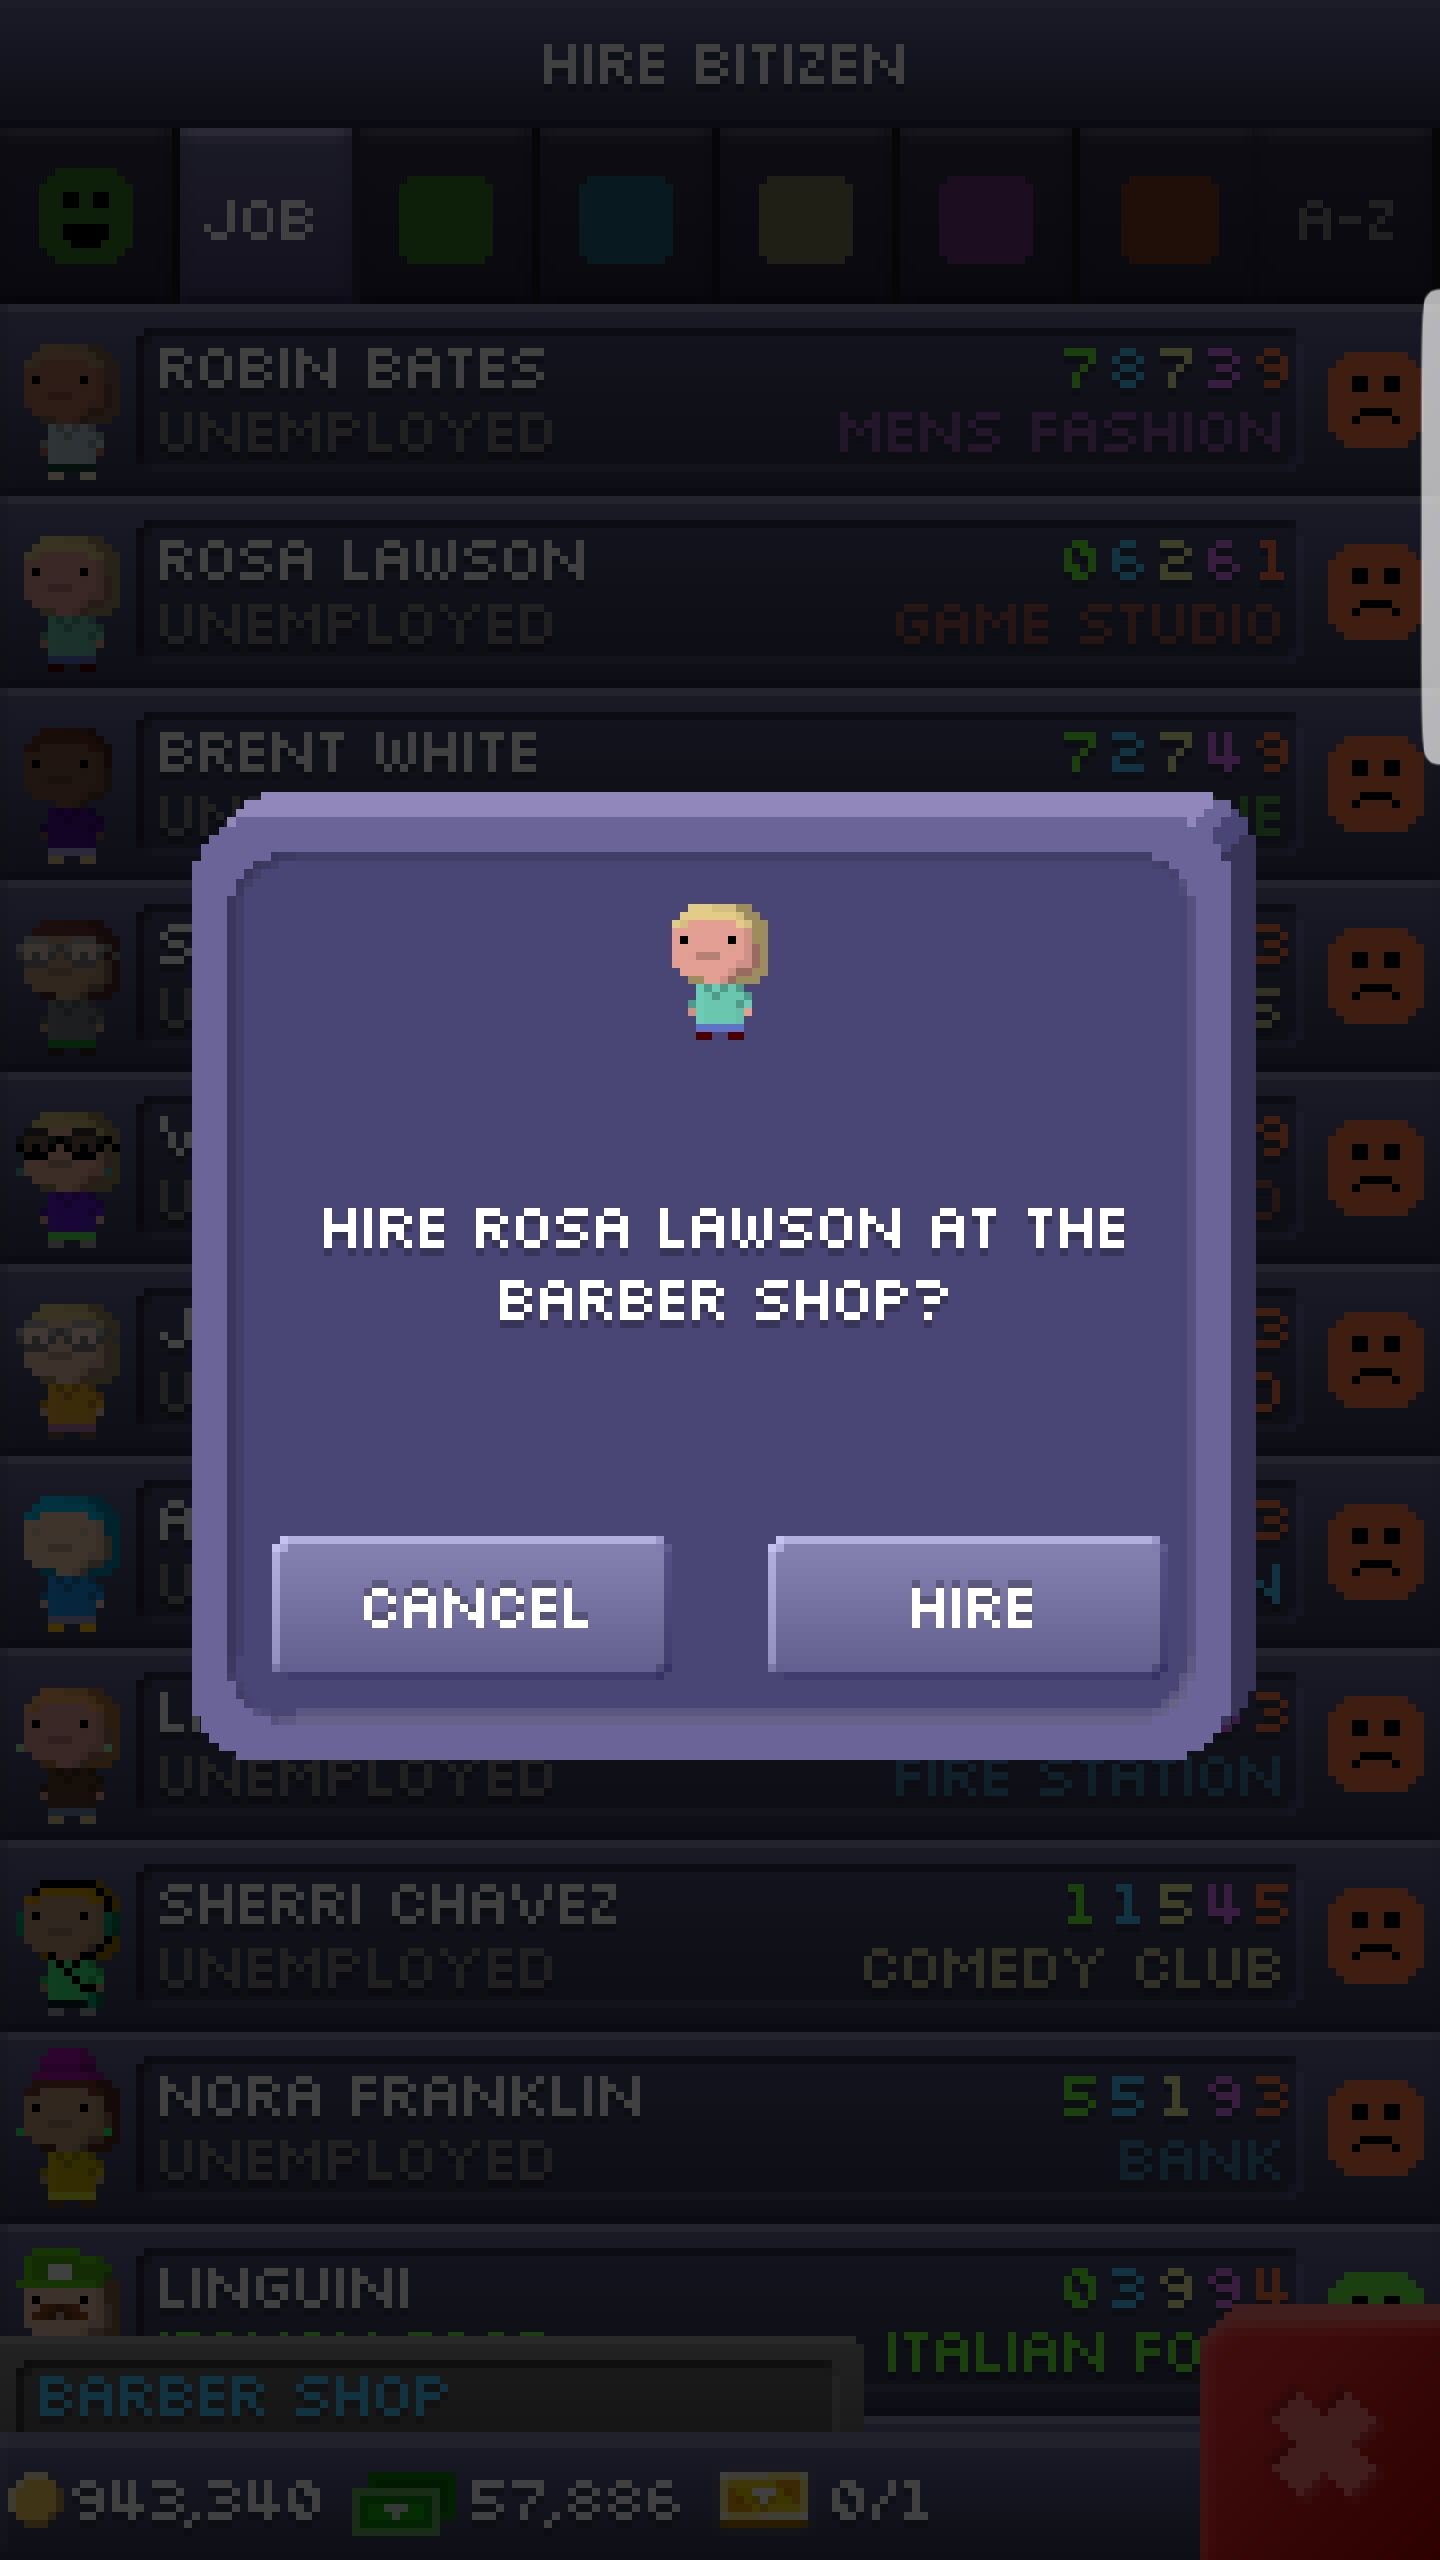 HIRE BITIZEN
JOB
A-Z
ROBIN BATES 78739
UNEMPLOYED MENS FASHION
ROSA LAWSON 06261
UNEMPLOYED GAME STUDIO
BRENT WHITE 72749
HIRE ROSA LAWSON AT THE
BARBER SHOP?
CANCEL HIRE
UNEMPLOYED FIRE STATION
SHERRI CHAVEZ 11545
UNEMPLOYED COMEDY CLUB
NORA FRANKLIN 55193
UNEMPLOYED BANK
LINGUINI 03994
ITALIAN FO
BARBER SHOP
943,340 57,886 0/1